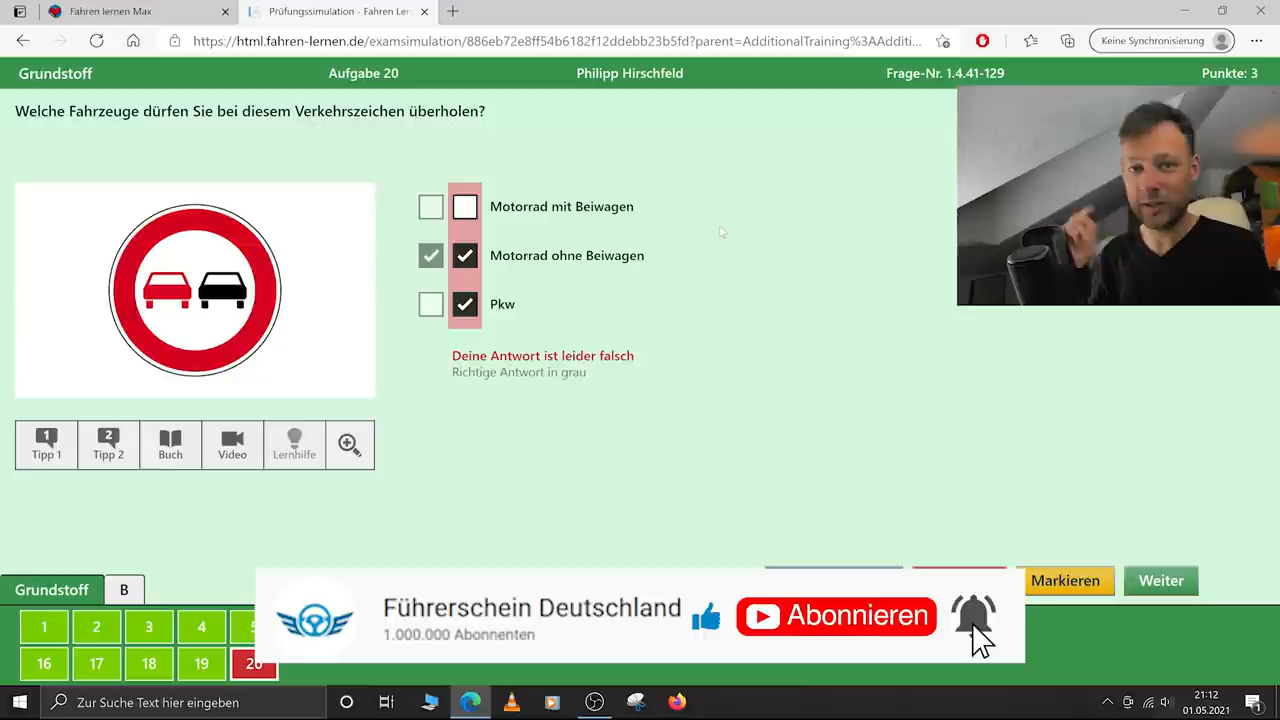 Fahren lernen Max
Prüfungssimulation - Fahren Ler
https://html.fahren-lernen.de/examsimulation/886eb72e8ff54b6182f12ddebb23b5fd?parent=AdditionalTraining%3AAdditi...
Keine Synchronisierung
Grundstoff
Aufgabe 20
Philipp Hirschfeld
Frage-Nr. 1.4.41-129
Punkte: 3
Welche Fahrzeuge dürfen Sie bei diesem Verkehrszeichen überholen?
Motorrad mit Beiwagen
Motorrad ohne Beiwagen
Pkw
Deine Antwort ist leider falsch
Richtige Antwort in grau
1
Tipp 1
2
Tipp 2
Buch
Video
Lernhilfe
Markieren
Weiter
Grundstoff
B
Führerschein Deutschland
1.000.000 Abonnenten
Abonnieren
1
2
3
4
16
17
18
19
20
Zur Suche Text hier eingeben
21:12
01.05.2021
1